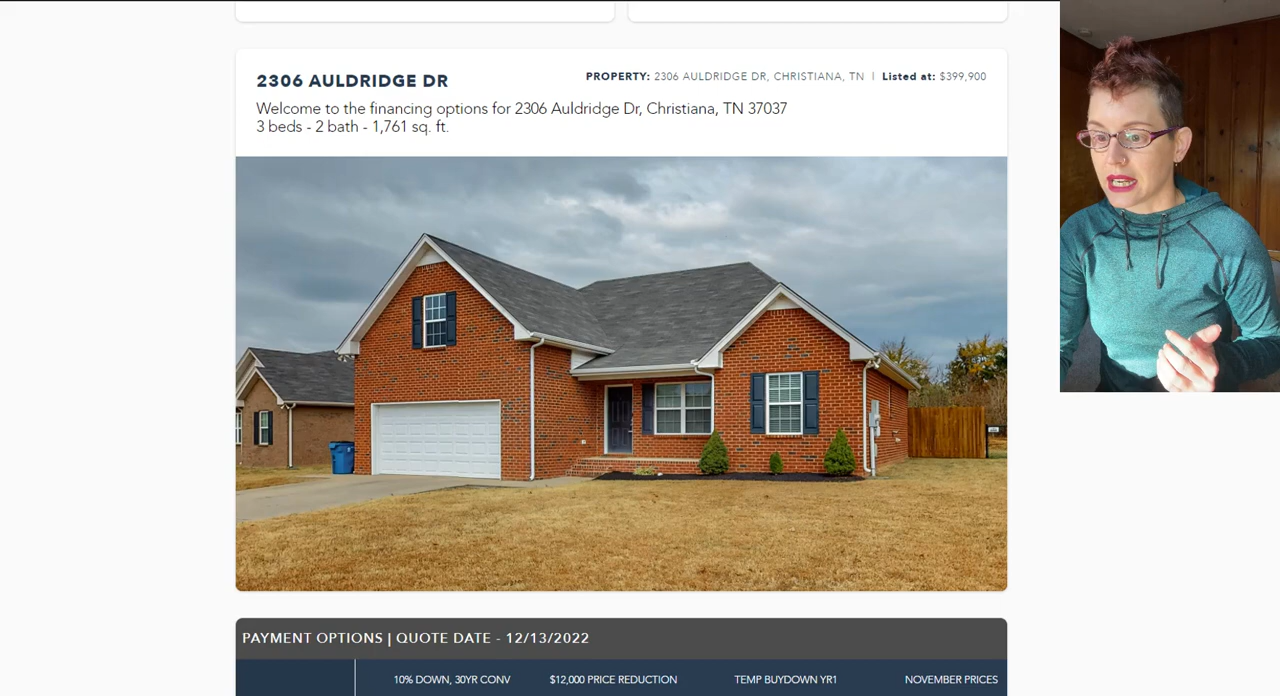 2306 AULDRIDGE DR
PROPERTY: 2306 AULDRIDGE DR, CHRISTIANA, TN | Listed at: $399,900
Welcome to the financing options for 2306 Auldridge Dr, Christiana, TN 37037
3 beds - 2 bath - 1,761 sq. ft.
PAYMENT OPTIONS | QUOTE DATE - 12/13/2022
10% DOWN, 30YR CONV $12,000 PRICE REDUCTION TEMP BUYDOWN YR1 NOVEMBER PRICES